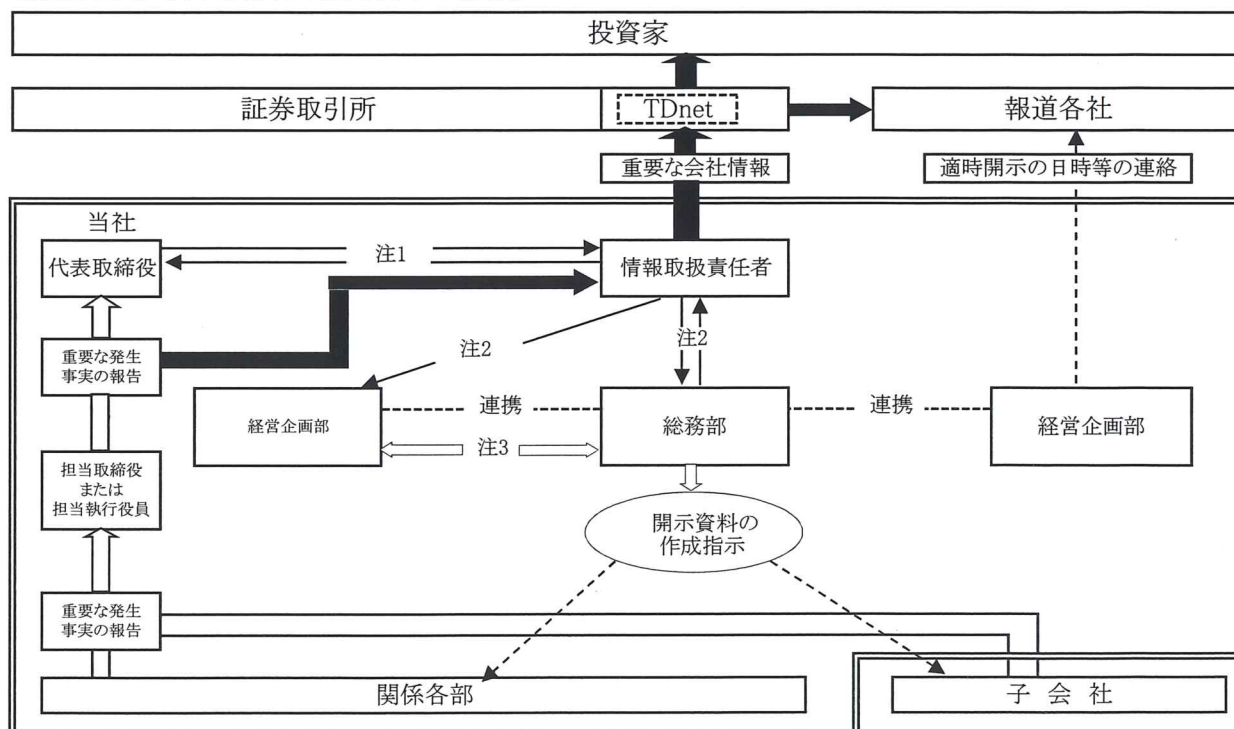 投資家
証券取引所
TDnet
報道各社
重要な会社情報
適時開示の日時等の連絡
当社
代表取締役
注1
情報取扱責任者
重要な発生
事実の報告
注2
注2
経営企画部
連携
総務部
連携
経営企画部
注3
担当取締役
または
担当執行役員
開示資料の
作成指示
重要な発生
事実の報告
関係各部
子 会 社